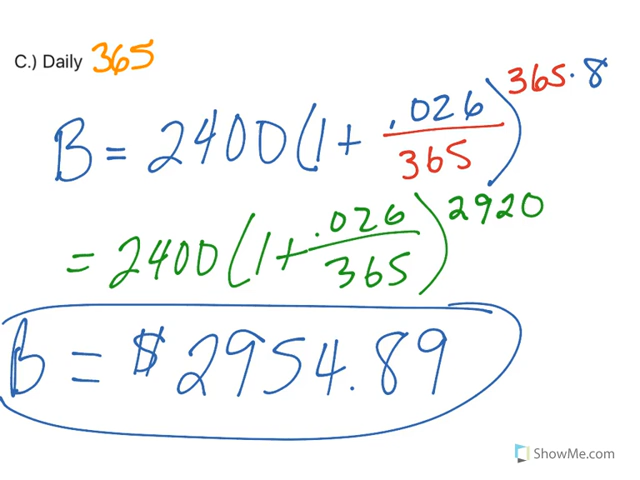 C.) Daily 365
B = 2400(1 + .026/365)^365·8
= 2400(1 + .026/365)^2920
B = $2954.89
ShowMe.com